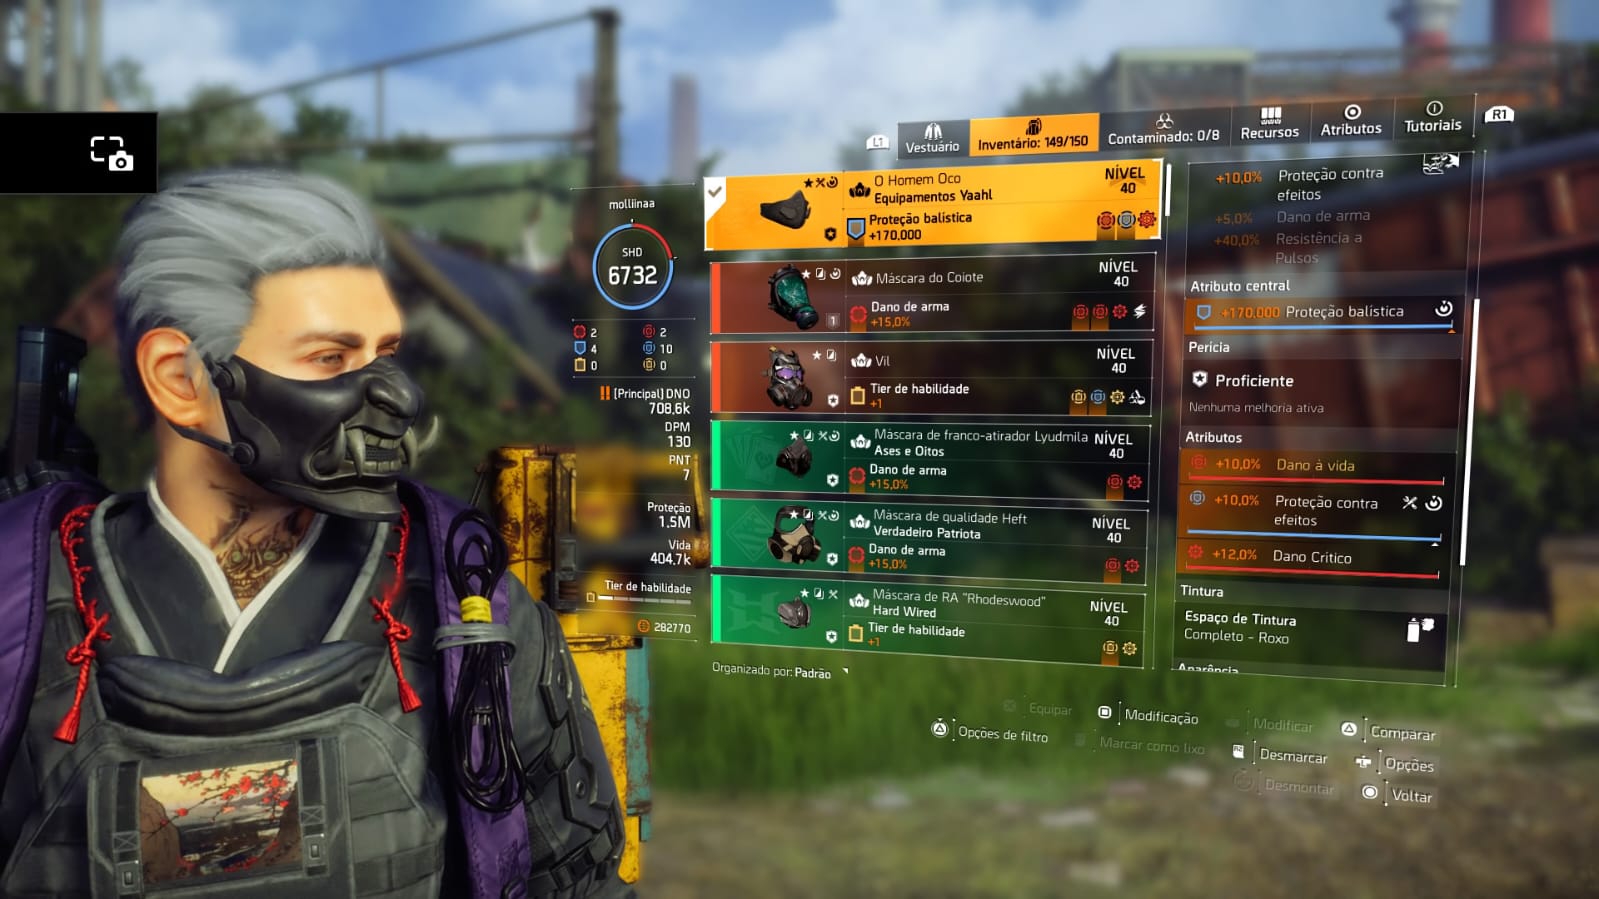 L1
Vestuário
Inventário: 149/150
Contaminado: 0/8
Recursos
Atributos
Tutoriais
R1
molliinaa
SHD
6732
2 2
4 10
0 0
[Principal] DNO
708,6k
DPM
130
PNT
7
Proteção
1.5M
Vida
404,7k
Tier de habilidade
282770
O Homem Oco
Equipamentos Yaahl
NÍVEL
40
Proteção balística
+170,000
Máscara do Coiote
NÍVEL
40
Dano de arma
+15,0%
1
Vil
NÍVEL
40
Tier de habilidade
+1
Máscara de franco-atirador Lyudmila
Ases e Oitos
NÍVEL
40
Dano de arma
+15,0%
Máscara de qualidade Heft
Verdadeiro Patriota
NÍVEL
40
Dano de arma
+15,0%
Máscara de RA "Rhodeswood"
Hard Wired
NÍVEL
40
Tier de habilidade
+1
Organizado por: Padrão
+10,0% Proteção contra
efeitos
+5,0% Dano de arma
+40,0% Resistência a
Pulsos
Atributo central
+170,000 Proteção balística
Perícia
Proficiente
Nenhuma melhoria ativa
Atributos
+10,0% Dano à vida
+10,0% Proteção contra
efeitos
+12,0% Dano Crítico
Tintura
Espaço de Tintura
Completo - Roxo
Aparência
Equipar
Modificação
Modificar
Comparar
Opções de filtro
Marcar como lixo
R2
Desmarcar
Opções
Desmontar
Voltar